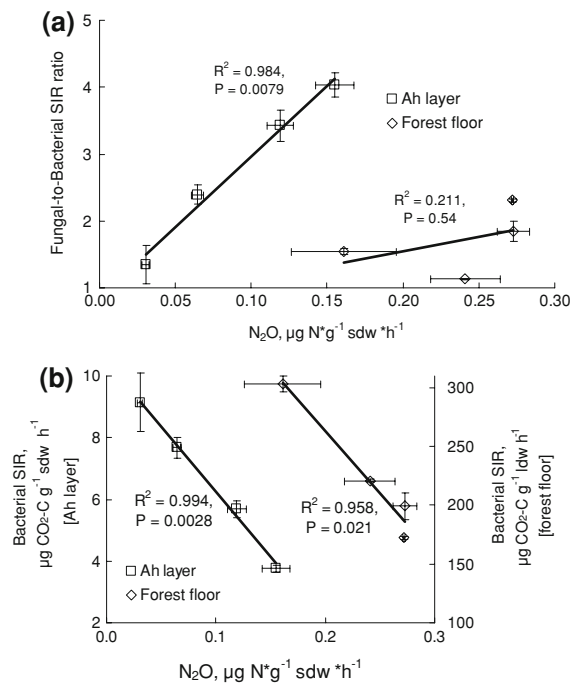 (a)
Fungal-to-Bacterial SIR ratio
5
4
3
2
1
R² = 0.984,
P = 0.0079
Ah layer
Forest floor
R² = 0.211,
P = 0.54
0.00 0.05 0.10 0.15 0.20 0.25 0.30
N₂O, µg N*g⁻¹ sdw *h⁻¹
(b)
Bacterial SIR,
µg CO₂-C g⁻¹ sdw h⁻¹
[Ah layer]
10
8
6
4
2
R² = 0.994,
P = 0.0028
R² = 0.958,
P = 0.021
Ah layer
Forest floor
300
250
200
150
100
Bacterial SIR,
µg CO₂-C g⁻¹ ldw h⁻¹
[forest floor]
0 0.1 0.2 0.3
N₂O, µg N*g⁻¹ sdw *h⁻¹